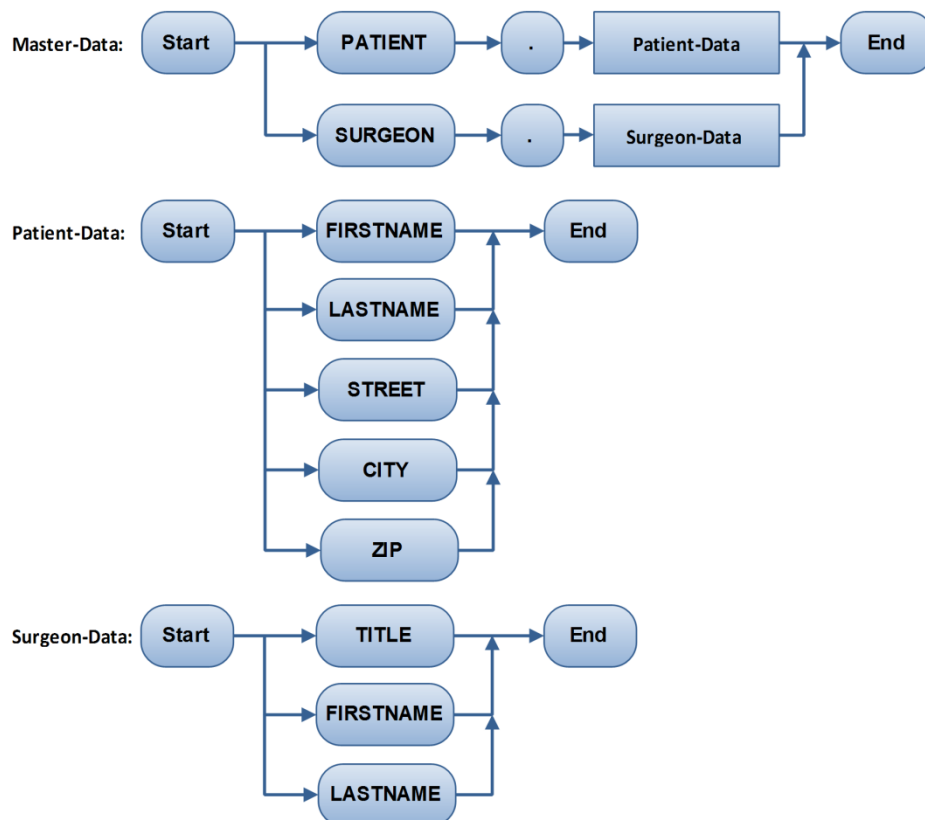 Master-Data: Start PATIENT . Patient-Data End
SURGEON . Surgeon-Data
Patient-Data: Start FIRSTNAME End
LASTNAME
STREET
CITY
ZIP
Surgeon-Data: Start TITLE End
FIRSTNAME
LASTNAME